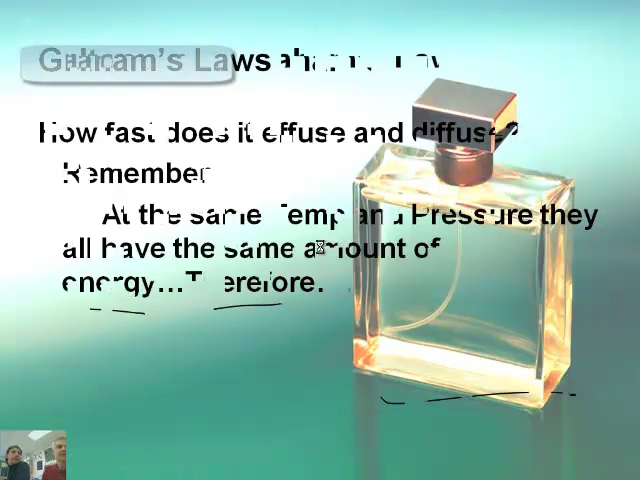 Graham's Laws
How fast does it effuse and diffuse?
Remember
At the same Temp and Pressure they
all have the same amount of
energy...Therefore.